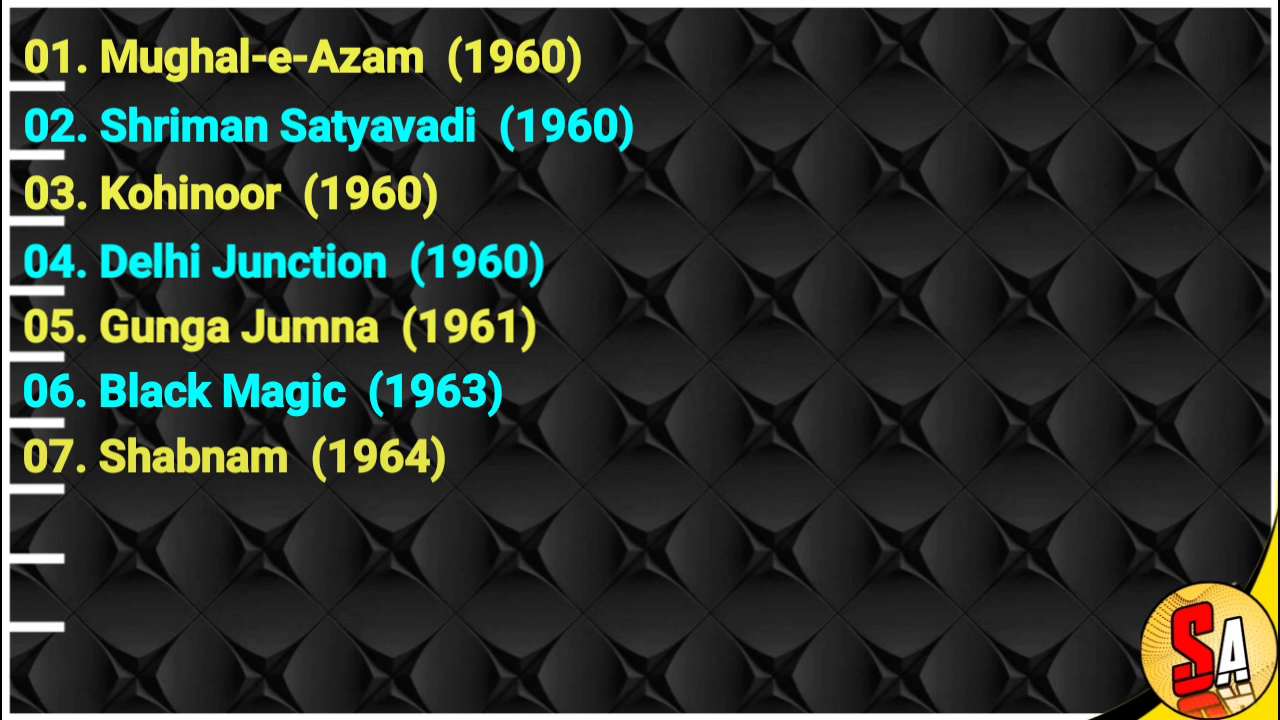 01. Mughal-e-Azam (1960)
02. Shriman Satyavadi (1960)
03. Kohinoor (1960)
04. Delhi Junction (1960)
05. Gunga Jumna (1961)
06. Black Magic (1963)
07. Shabnam (1964)
SA